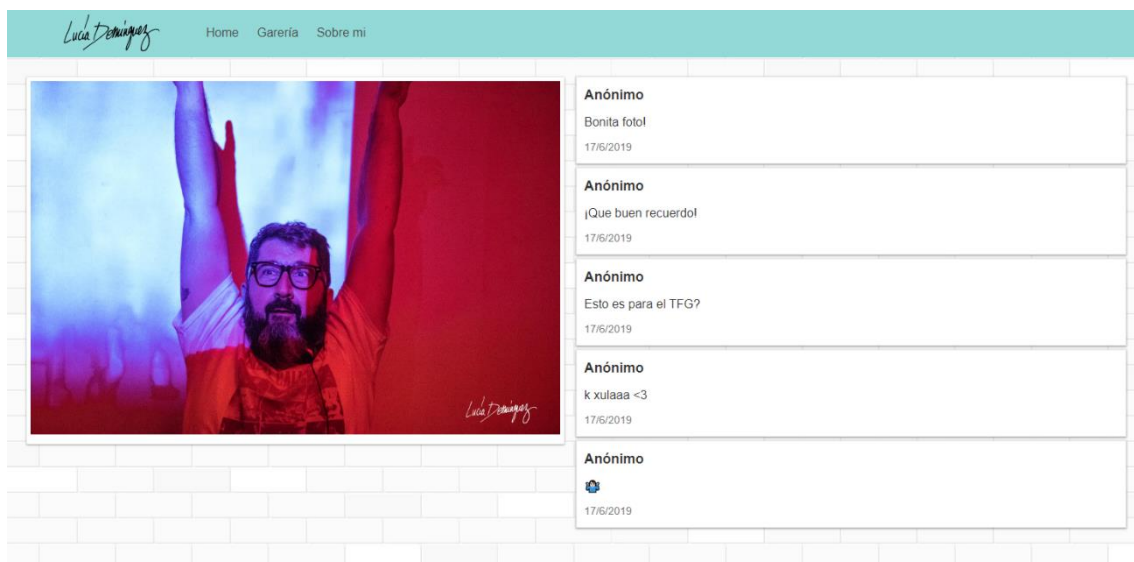 Lucía Domínguez
Home Garería Sobre mi
Lucía Domínguez
Anónimo
Bonita foto!
17/6/2019
Anónimo
¡Que buen recuerdo!
17/6/2019
Anónimo
Esto es para el TFG?
17/6/2019
Anónimo
k xulaaa <3
17/6/2019
Anónimo
🤷🏻‍♀️
17/6/2019